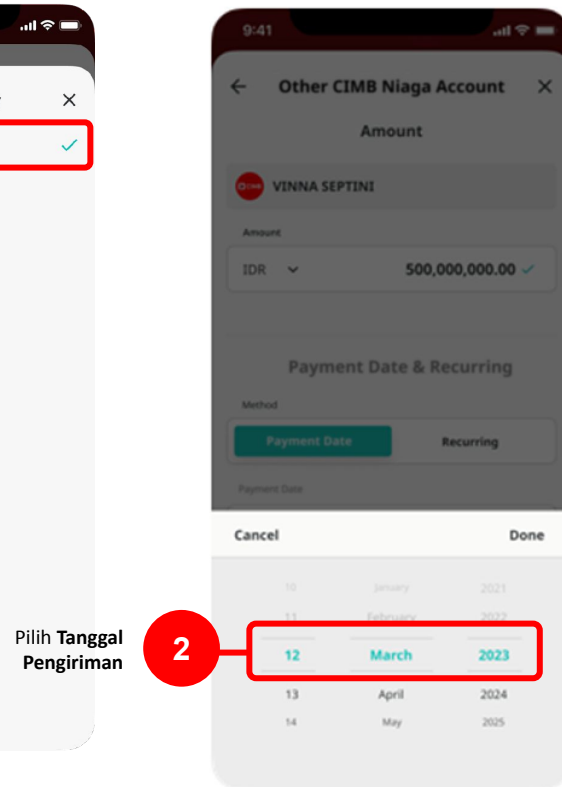 9:41
Other CIMB Niaga Account
Amount
VINNA SEPTINI
Amount
IDR 500,000,000.00
Payment Date & Recurring
Method
Payment Date Recurring
Payment Date
Cancel Done
10 January 2021
11 February 2022
12 March 2023
13 April 2024
14 May 2025
Pilih Tanggal
Pengiriman
2